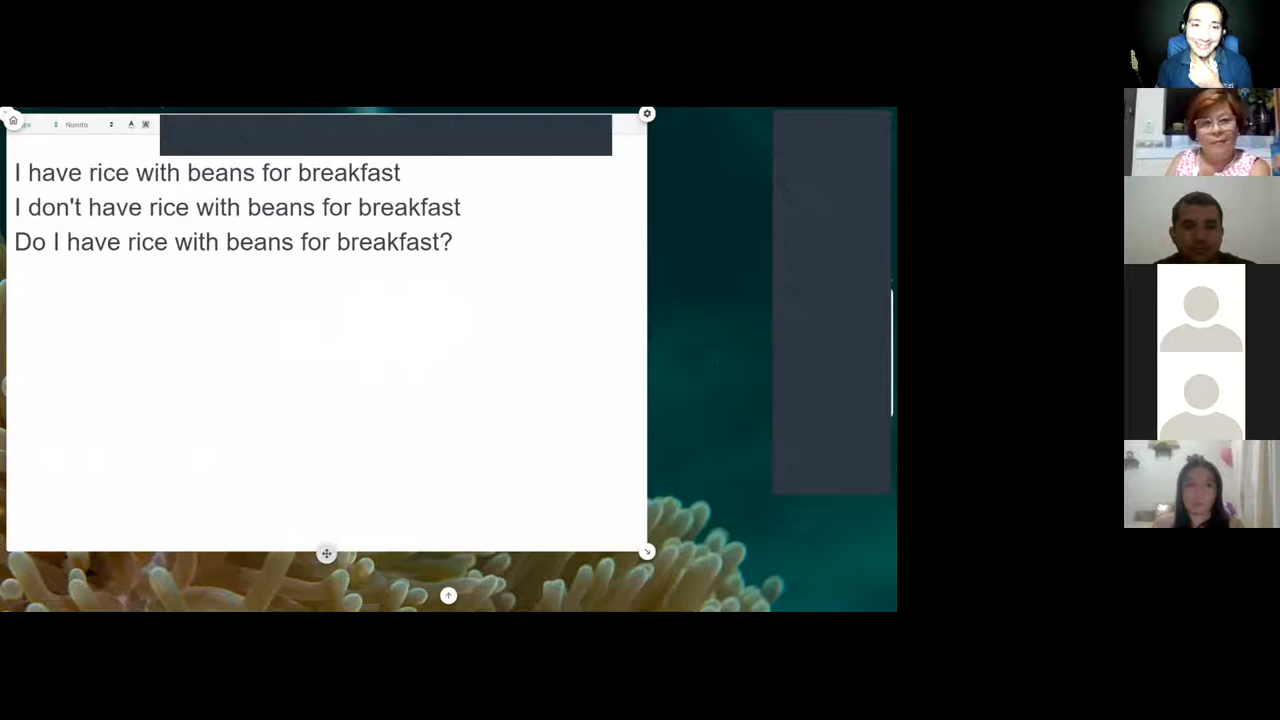 Nunito
I have rice with beans for breakfast
I don't have rice with beans for breakfast
Do I have rice with beans for breakfast?